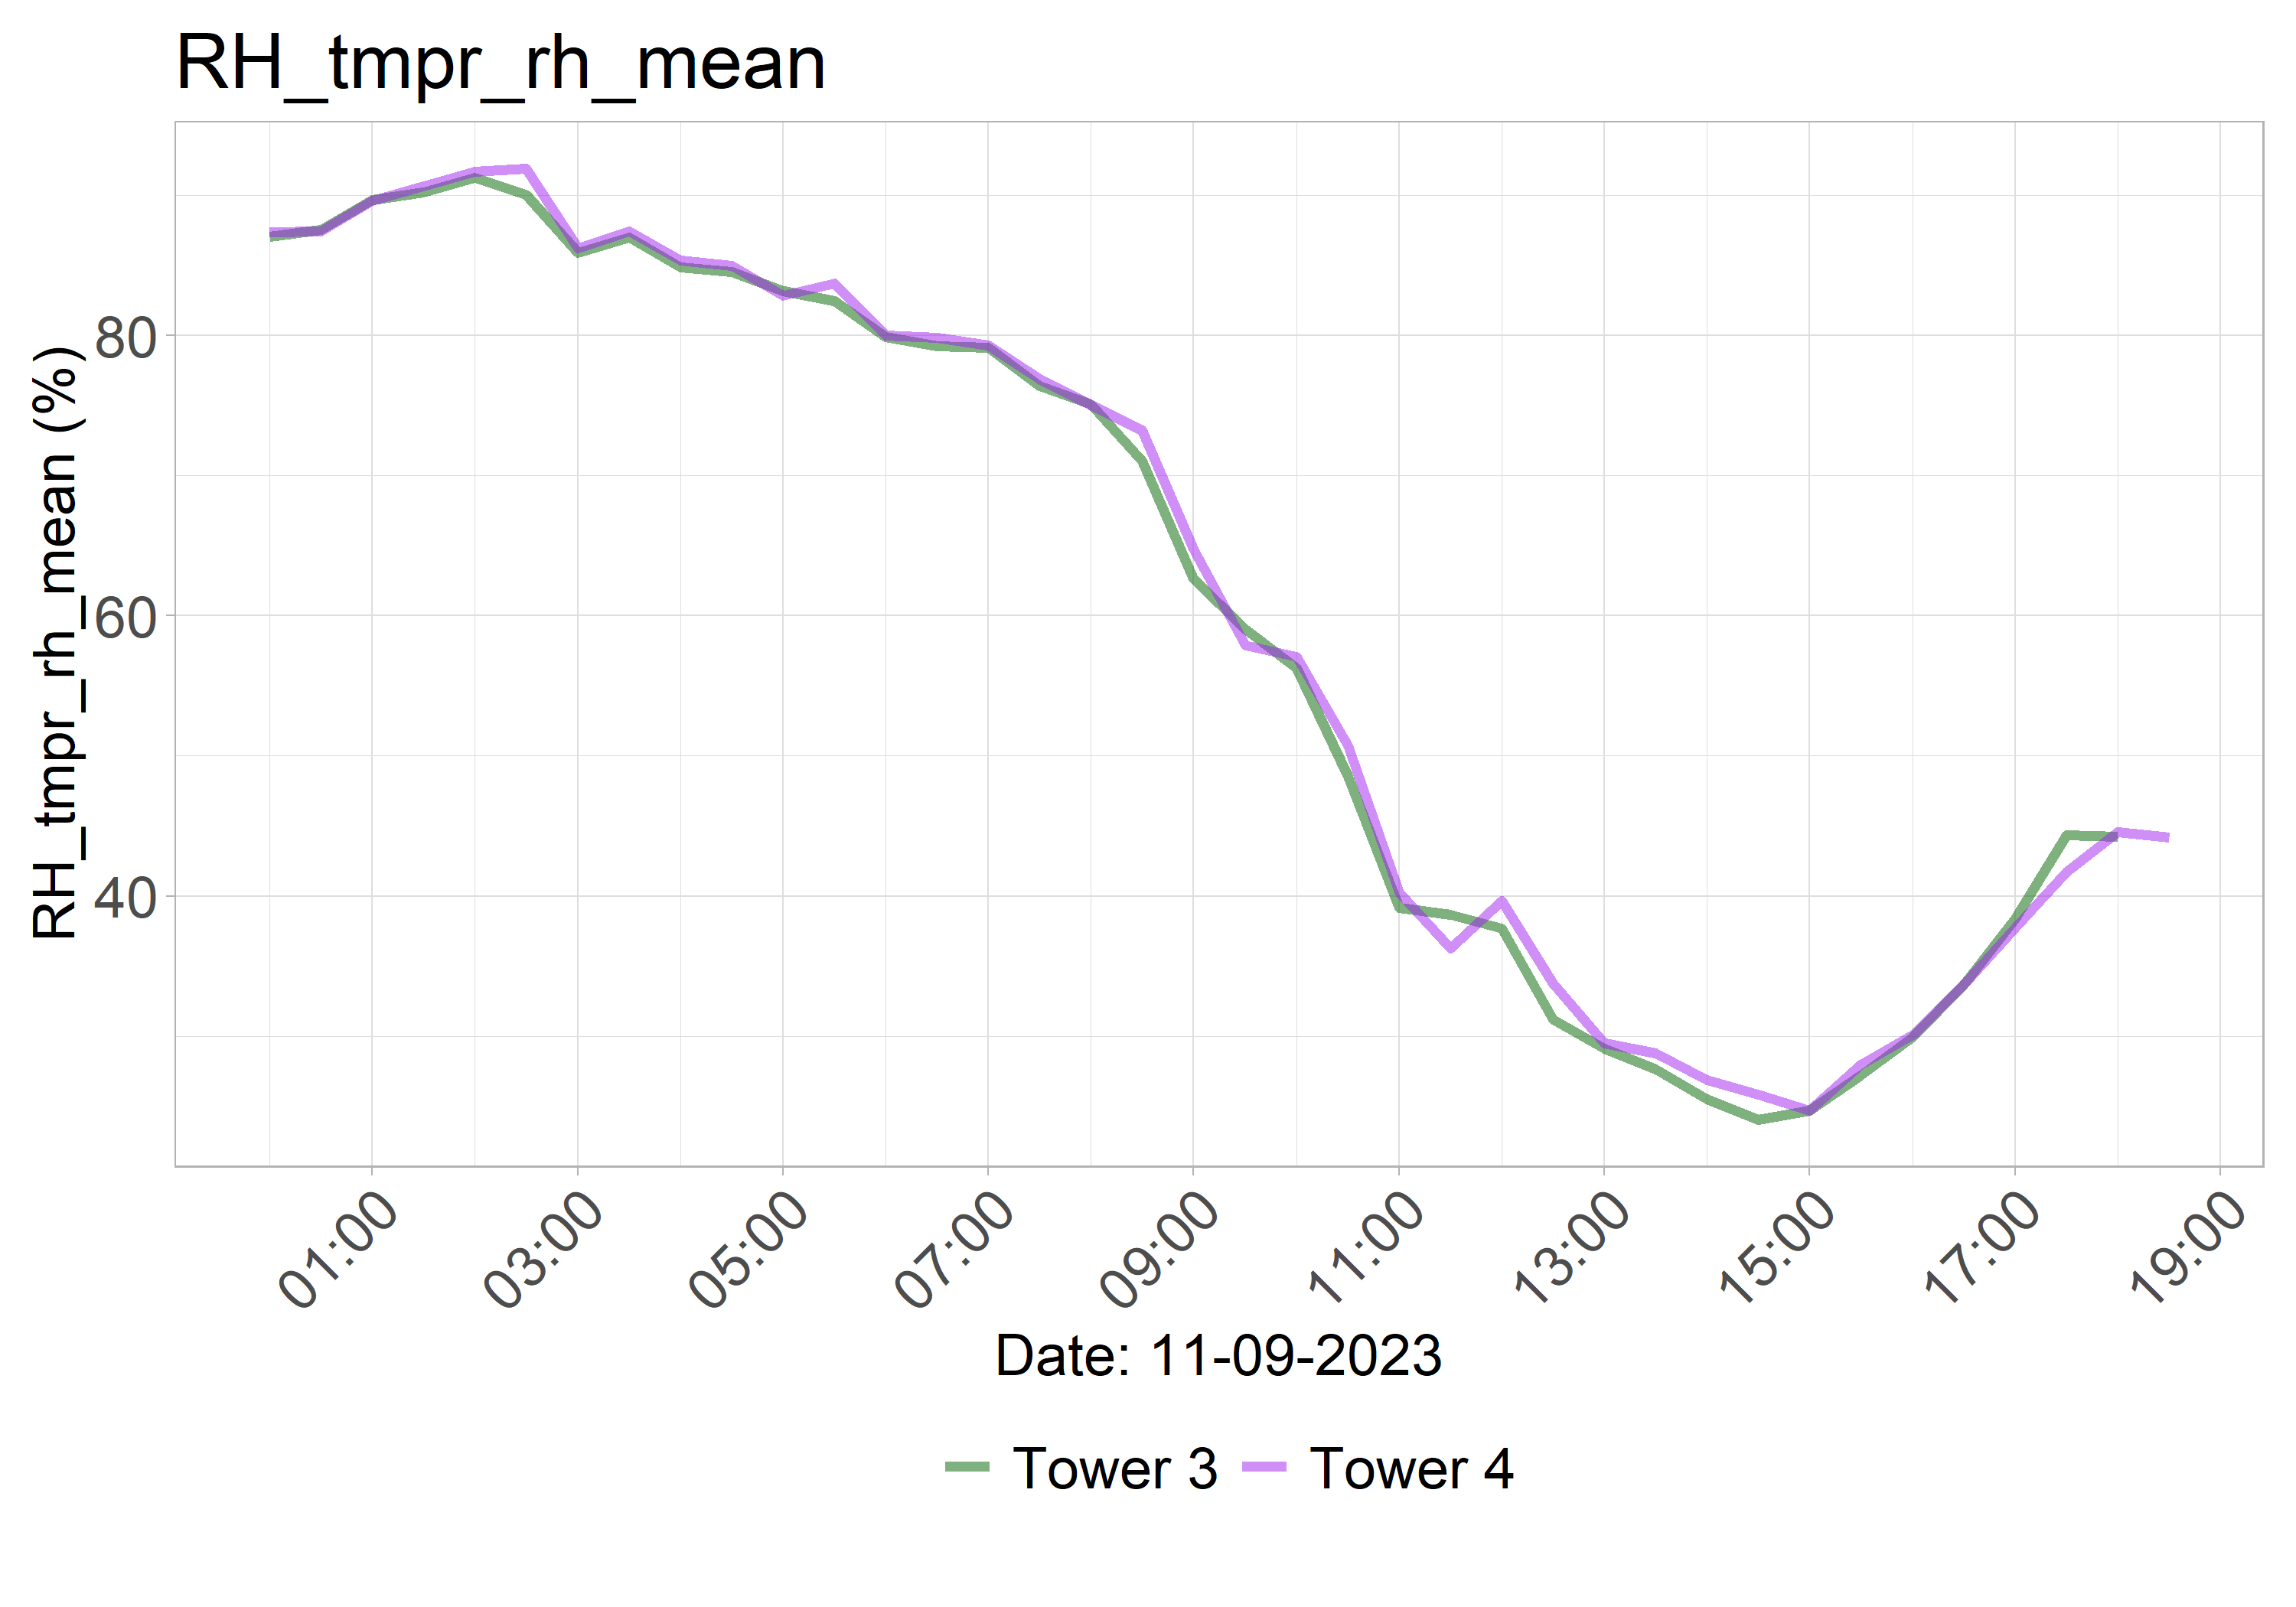 RH_tmpr_rh_mean
RH_tmpr_rh_mean (%)
80
60
40
01:00 03:00 05:00 07:00 09:00 11:00 13:00 15:00 17:00 19:00
Date: 11-09-2023
Tower 3 Tower 4